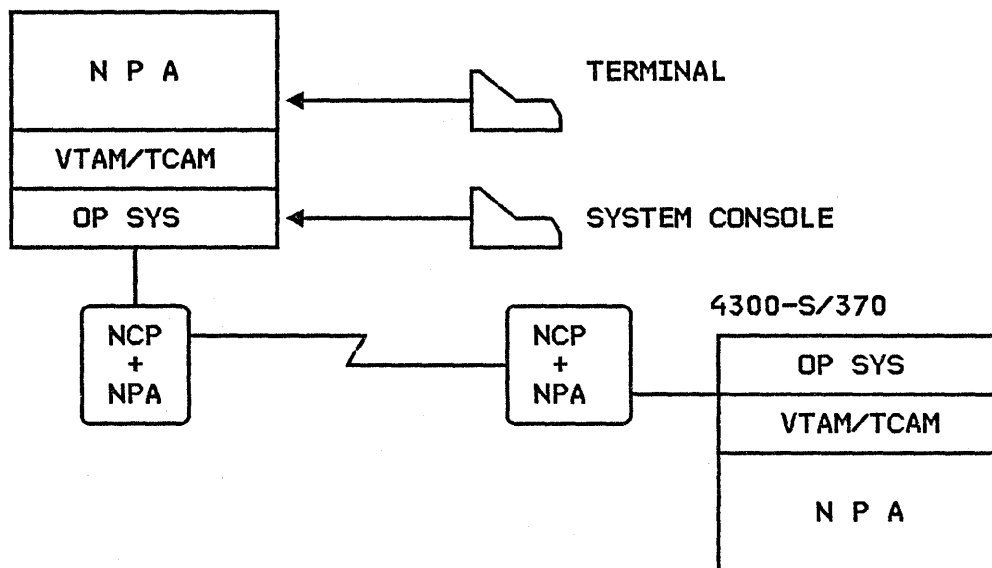 N P A
TERMINAL
VTAM/TCAM
OP SYS
SYSTEM CONSOLE
4300-S/370
NCP
+
NPA
NCP
+
NPA
OP SYS
VTAM/TCAM
N P A